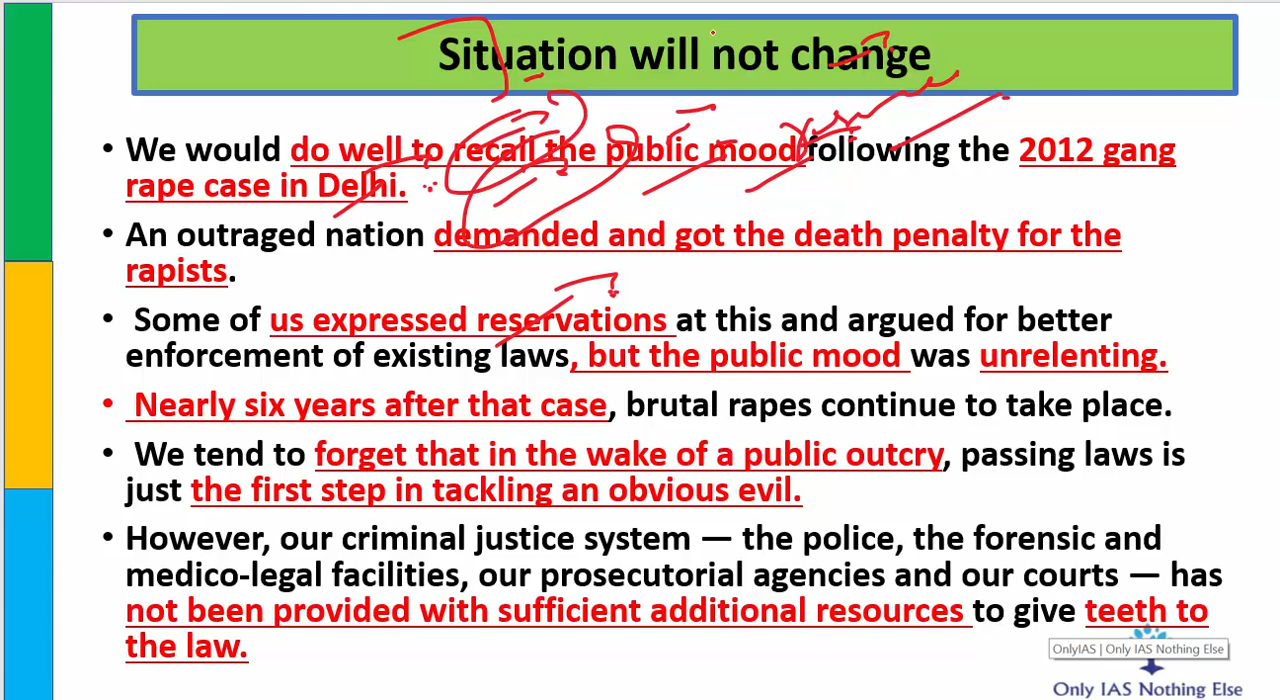 Situation will not change
• We would do well to recall the public mood following the 2012 gang
rape case in Delhi.
• An outraged nation demanded and got the death penalty for the
rapists.
• Some of us expressed reservations at this and argued for better
enforcement of existing laws, but the public mood was unrelenting.
• Nearly six years after that case, brutal rapes continue to take place.
• We tend to forget that in the wake of a public outcry, passing laws is
just the first step in tackling an obvious evil.
• However, our criminal justice system — the police, the forensic and
medico-legal facilities, our prosecutorial agencies and our courts — has
not been provided with sufficient additional resources to give teeth to
the law.
OnlyIAS | Only IAS Nothing Else
Only IAS Nothing Else